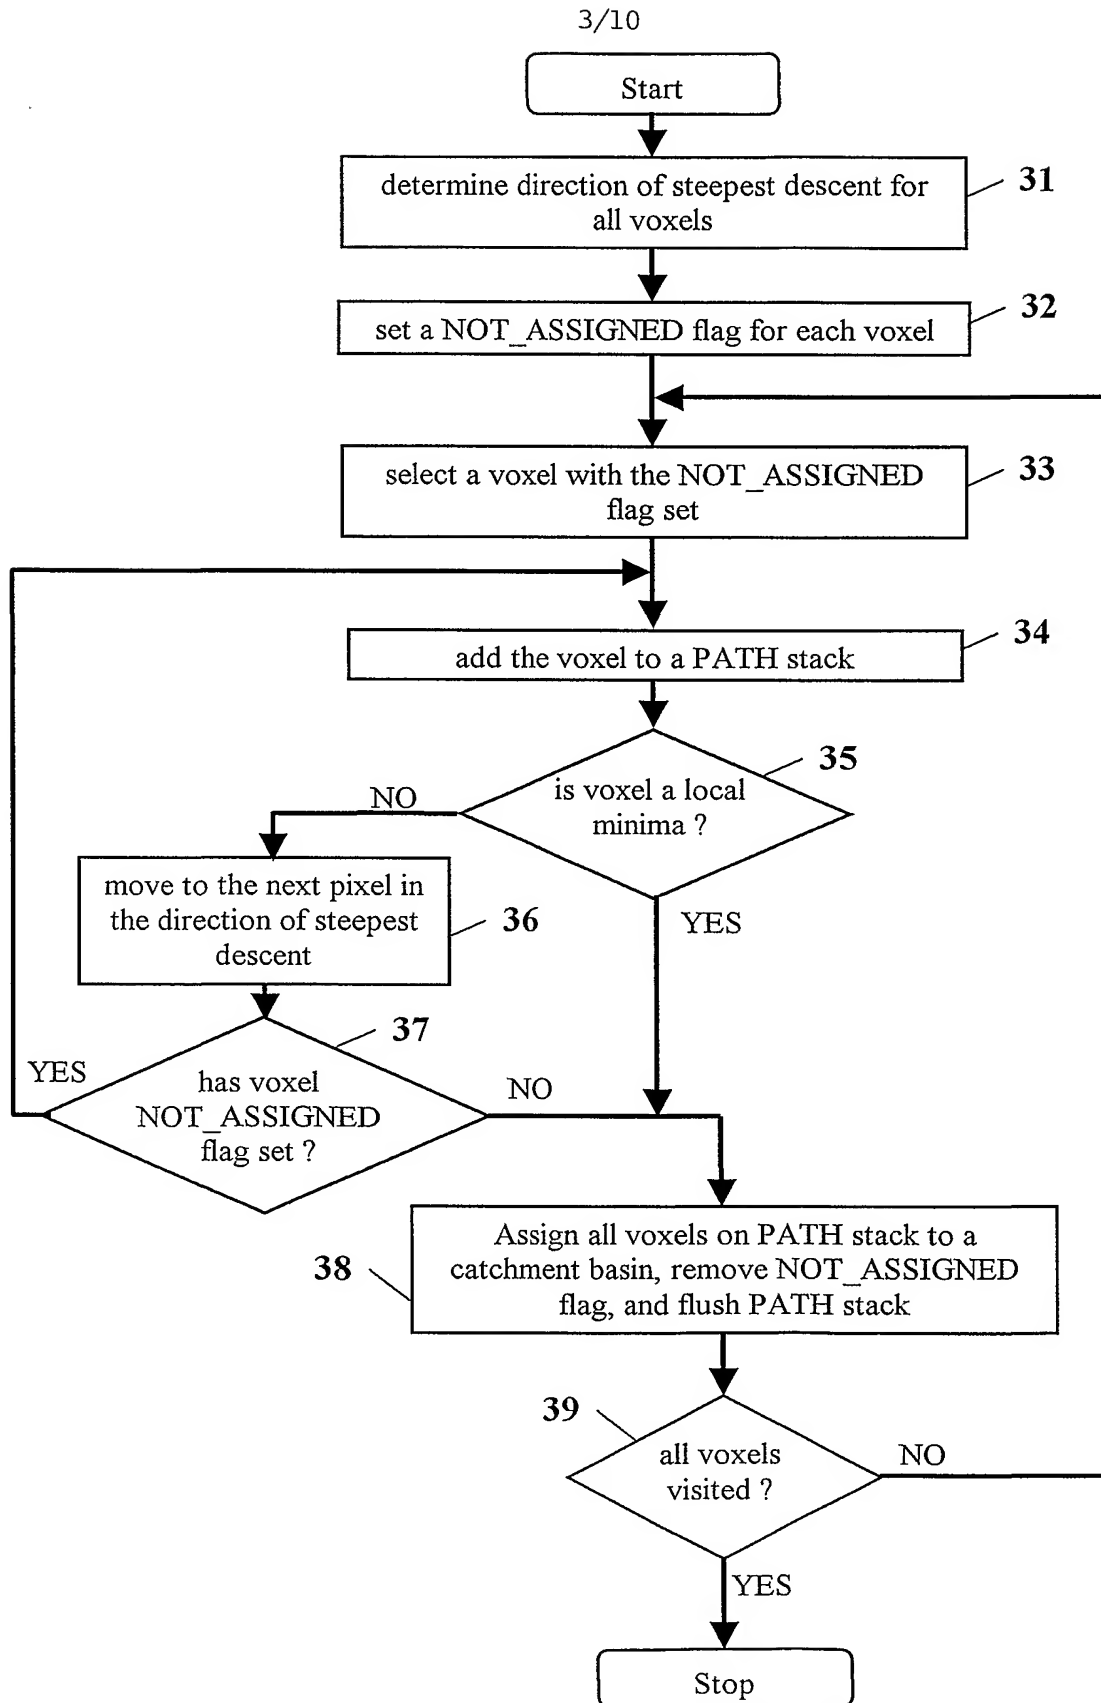 3/10
Start
determine direction of steepest descent for
all voxels
31
set a NOT_ASSIGNED flag for each voxel
32
select a voxel with the NOT_ASSIGNED
flag set
33
add the voxel to a PATH stack
34
is voxel a local
minima ?
35
NO
YES
move to the next pixel in
the direction of steepest
descent
36
has voxel
NOT_ASSIGNED
flag set ?
37
YES
NO
Assign all voxels on PATH stack to a
catchment basin, remove NOT_ASSIGNED
flag, and flush PATH stack
38
all voxels
visited ?
39
NO
YES
Stop